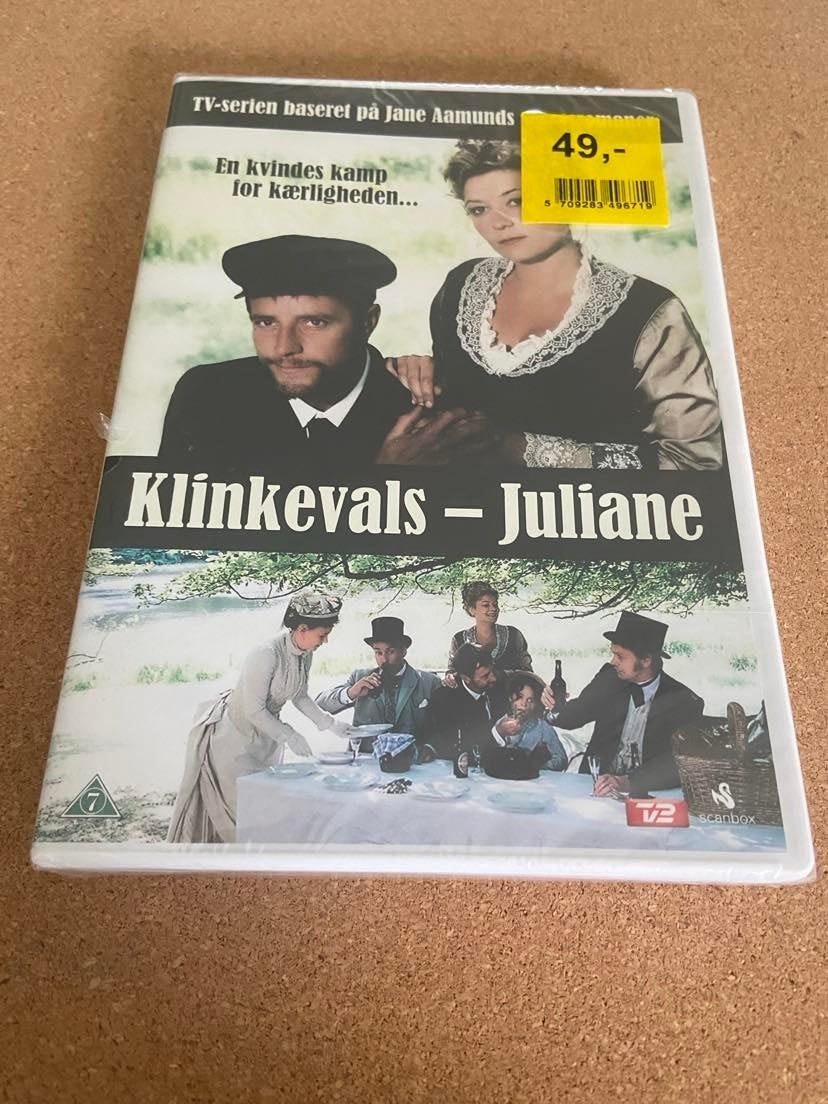 TV-serien baseret på Jane Aamunds
49,-
5 709283 496719
En kvindes kamp
for kærligheden...
Klinkevals – Juliane
7
TV2
scanbox